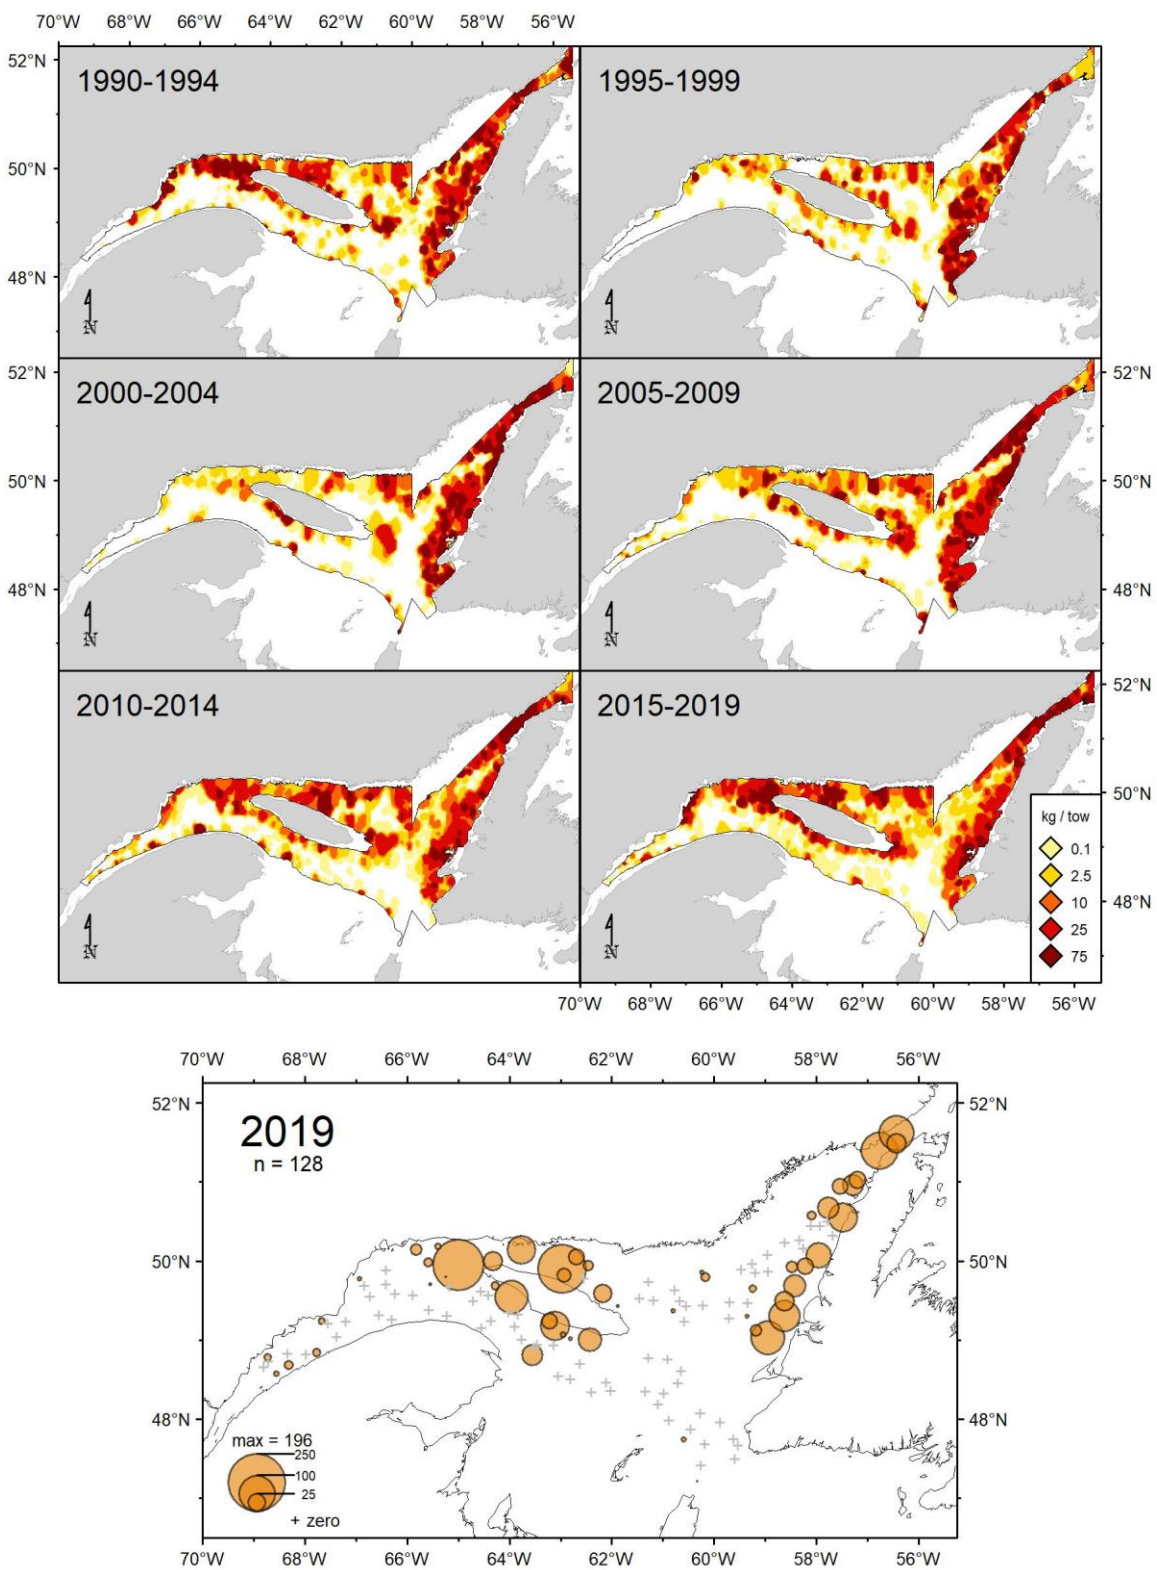 70°W 68°W 66°W 64°W 62°W 60°W 58°W 56°W
52°N
1990-1994
1995-1999
50°N
48°N
N
N
52°N
2000-2004
2005-2009
52°N
50°N
50°N
48°N
48°N
N
N
2010-2014
2015-2019
52°N
50°N
kg / tow
0.1
2.5
10
25
75
48°N
N
N
70°W 68°W 66°W 64°W 62°W 60°W 58°W 56°W
70°W 68°W 66°W 64°W 62°W 60°W 58°W 56°W
52°N
2019
52°N
n = 128
50°N
50°N
48°N
48°N
max = 196
250
100
25
+ zero
70°W 68°W 66°W 64°W 62°W 60°W 58°W 56°W